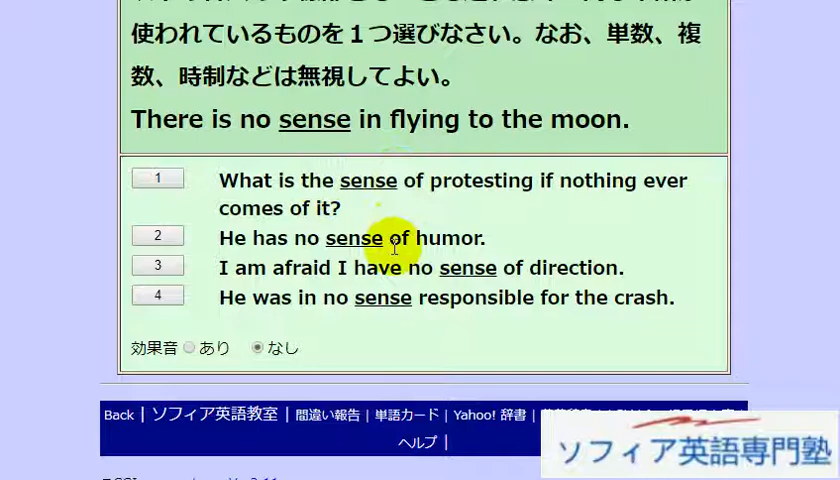 使われているものを１つ選びなさい。なお、単数、複
数、時制などは無視してよい。
There is no sense in flying to the moon.
1 What is the sense of protesting if nothing ever
comes of it?
2 He has no sense of humor.
3 I am afraid I have no sense of direction.
4 He was in no sense responsible for the crash.
効果音 あり なし
Back | ソフィア英語教室 | 間違い報告 | 単語カード | Yahoo! 辞書 |
ヘルプ |
ソフィア英語専門塾